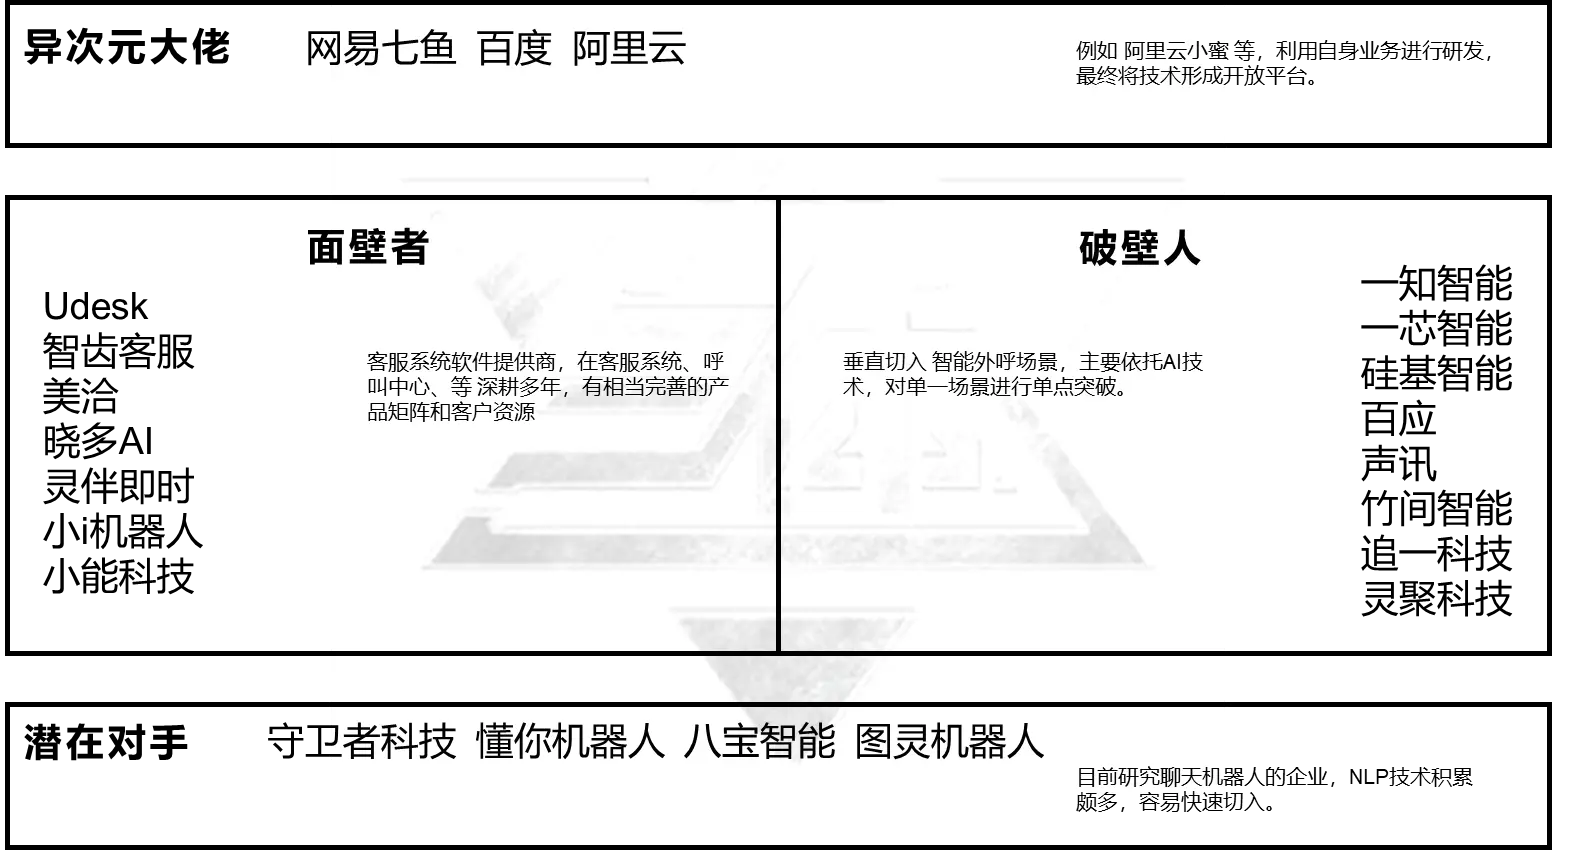 异次元大佬
网易七鱼 百度 阿里云
例如 阿里云小蜜 等，利用自身业务进行研发，
最终将技术形成开放平台。
面壁者
Udesk
智齿客服
美洽
晓多AI
灵伴即时
小i机器人
小能科技
客服系统软件提供商，在客服系统、呼
叫中心、等 深耕多年，有相当完善的产
品矩阵和客户资源
破壁人
垂直切入 智能外呼场景，主要依托AI技
术，对单一场景进行单点突破。
一知智能
一芯智能
硅基智能
百应
声讯
竹间智能
追一科技
灵聚科技
潜在对手
守卫者科技 懂你机器人 八宝智能 图灵机器人
目前研究聊天机器人的企业，NLP技术积累
颇多，容易快速切入。